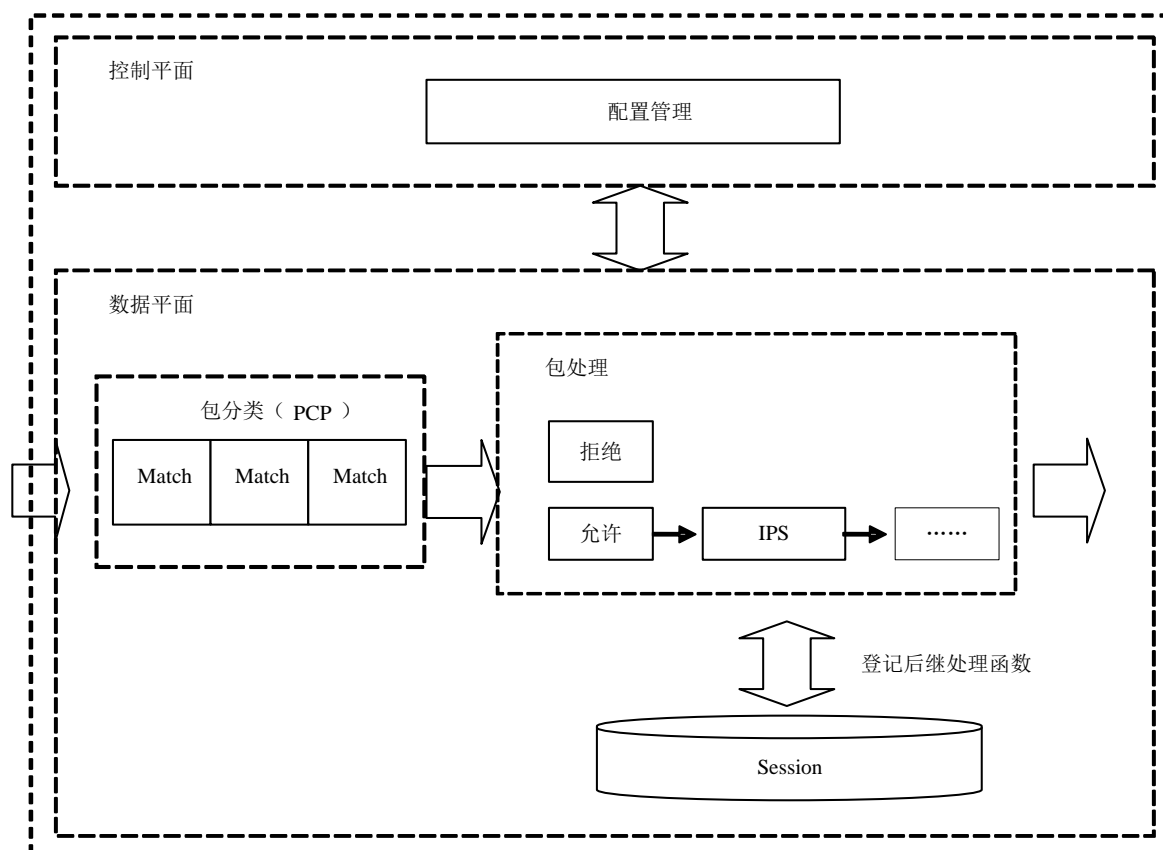 控制平面
配置管理
数据平面
包分类（ PCP ）
Match Match Match
包处理
拒绝
允许 IPS ……
登记后继处理函数
Session